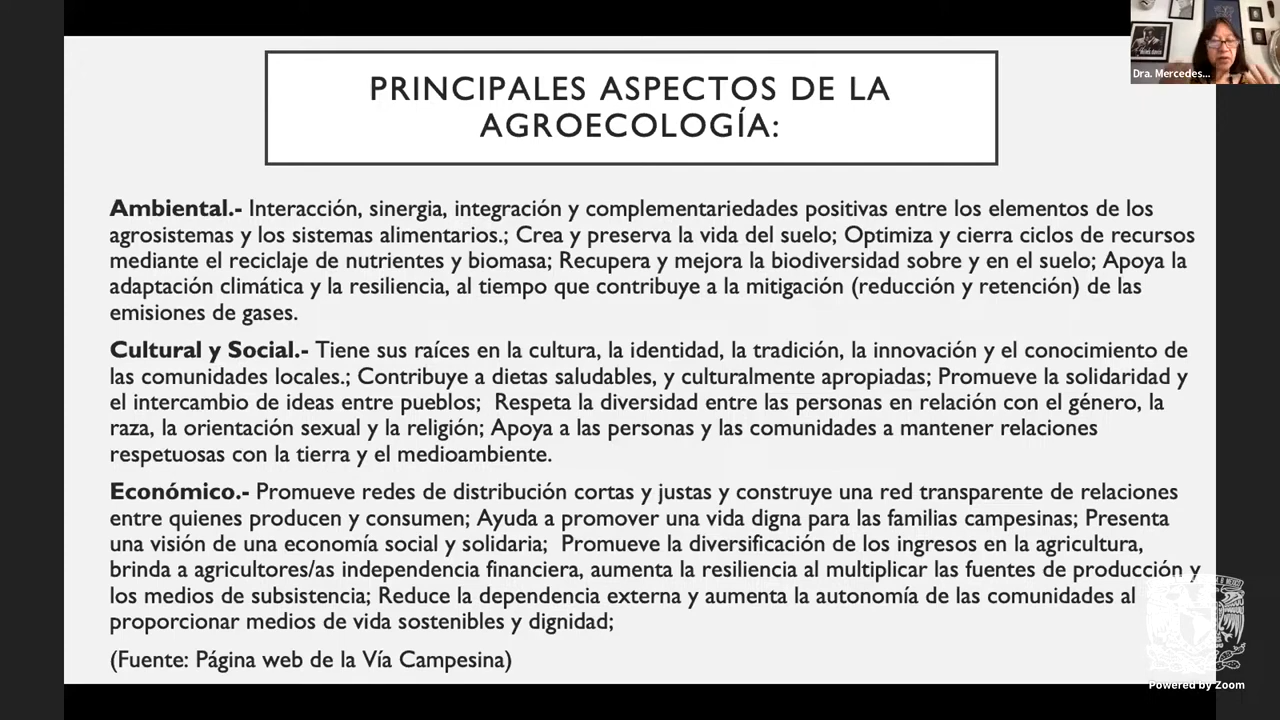 Dra. Mercedes...
PRINCIPALES ASPECTOS DE LA
AGROECOLOGÍA:
Ambiental.- Interacción, sinergia, integración y complementariedades positivas entre los elementos de los
agrosistemas y los sistemas alimentarios.; Crea y preserva la vida del suelo; Optimiza y cierra ciclos de recursos
mediante el reciclaje de nutrientes y biomasa; Recupera y mejora la biodiversidad sobre y en el suelo; Apoya la
adaptación climática y la resiliencia, al tiempo que contribuye a la mitigación (reducción y retención) de las
emisiones de gases.
Cultural y Social.- Tiene sus raíces en la cultura, la identidad, la tradición, la innovación y el conocimiento de
las comunidades locales.; Contribuye a dietas saludables, y culturalmente apropiadas; Promueve la solidaridad y
el intercambio de ideas entre pueblos;  Respeta la diversidad entre las personas en relación con el género, la
raza, la orientación sexual y la religión; Apoya a las personas y las comunidades a mantener relaciones
respetuosas con la tierra y el medioambiente.
Económico.- Promueve redes de distribución cortas y justas y construye una red transparente de relaciones
entre quienes producen y consumen; Ayuda a promover una vida digna para las familias campesinas; Presenta
una visión de una economía social y solidaria;  Promueve la diversificación de los ingresos en la agricultura,
brinda a agricultores/as independencia financiera, aumenta la resiliencia al multiplicar las fuentes de producción y
los medios de subsistencia; Reduce la dependencia externa y aumenta la autonomía de las comunidades al
proporcionar medios de vida sostenibles y dignidad;
(Fuente: Página web de la Vía Campesina)
Powered by Zoom